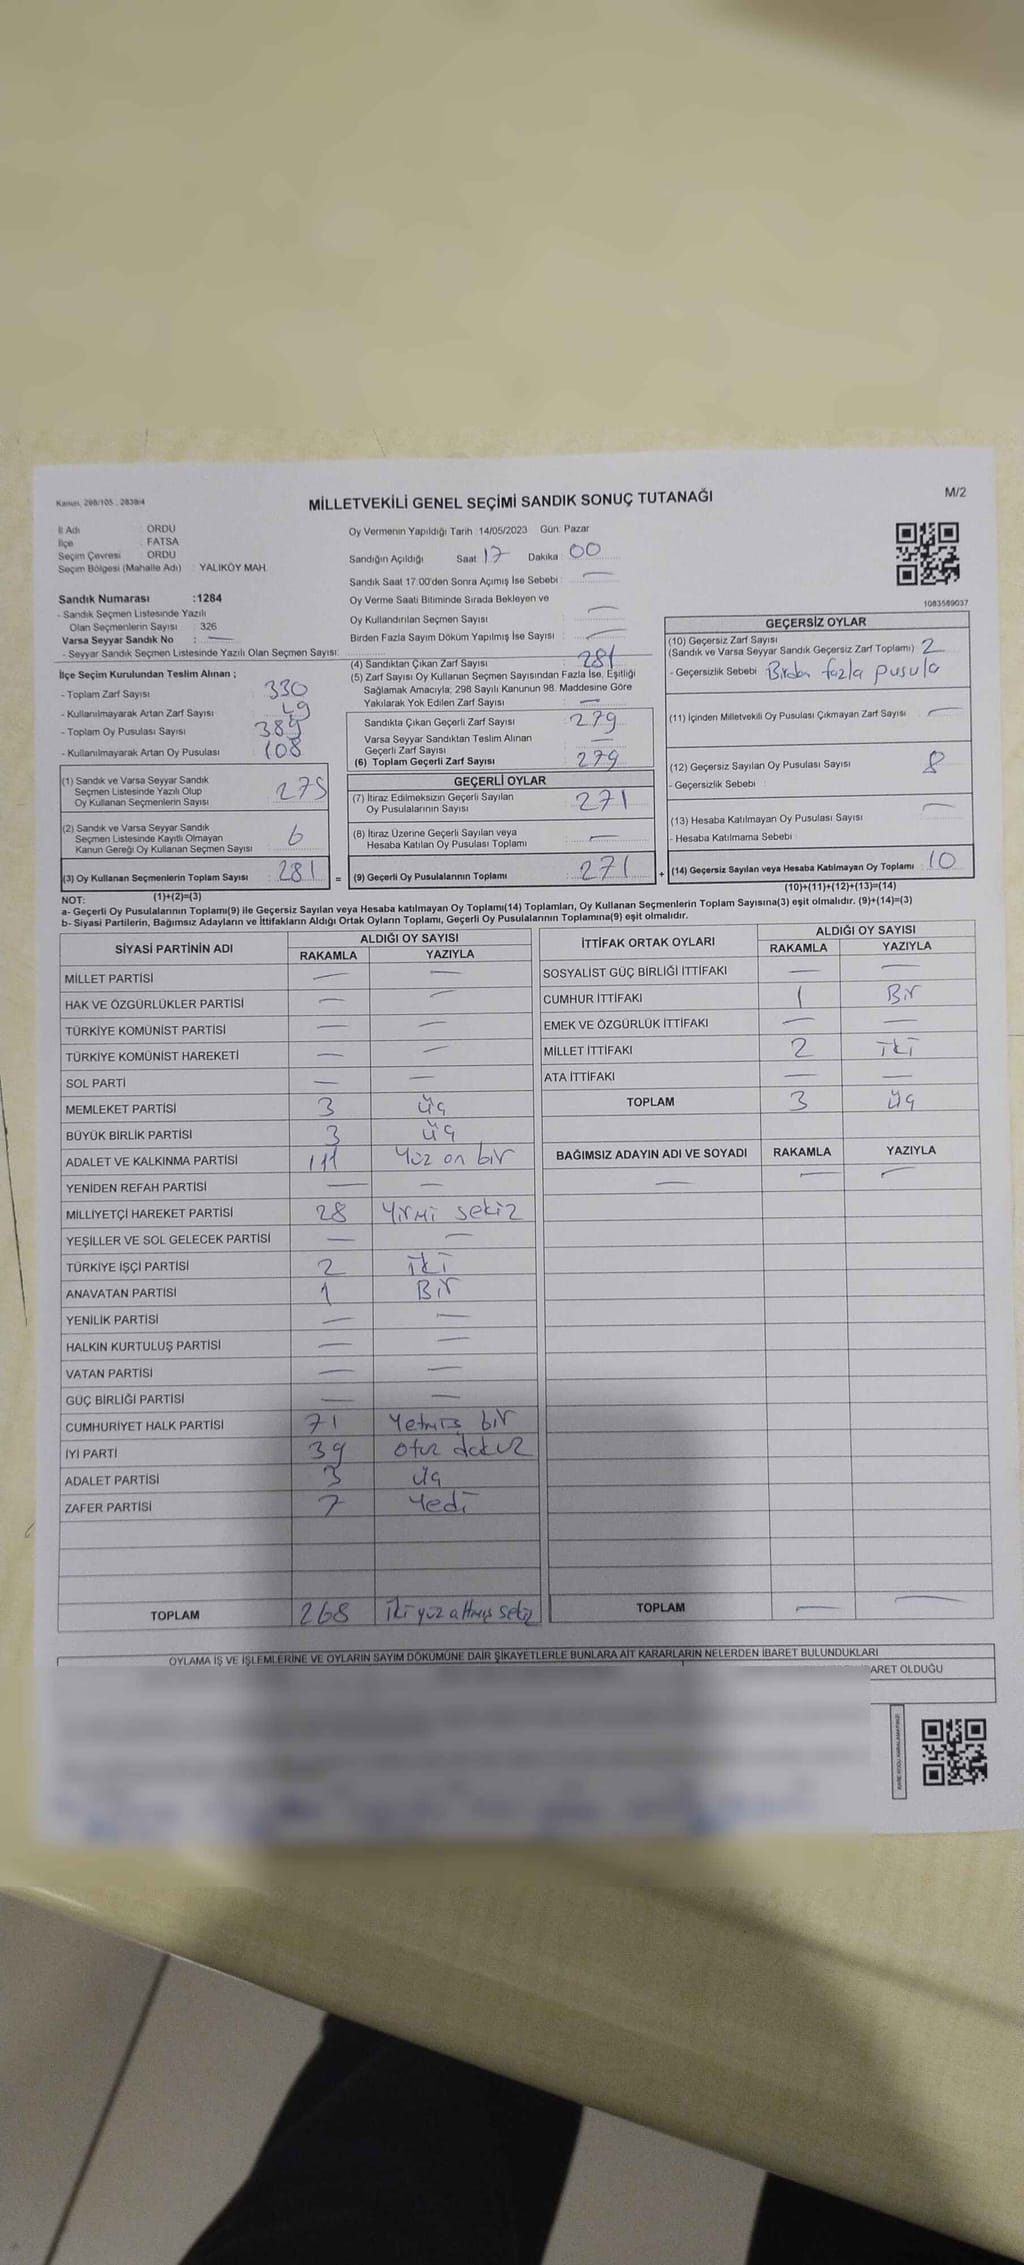 Kanun, 298/105 , 2839/4
MİLLETVEKİLİ GENEL SEÇİMİ SANDIK SONUÇ TUTANAĞI
M/2
İl Adı : ORDU
İlçe : FATSA
Seçim Çevresi : ORDU
Seçim Bölgesi (Mahalle Adı) : YALIKÖY MAH.
Sandık Numarası :1284
- Sandık Seçmen Listesinde Yazılı
Olan Seçmenlerin Sayısı : 326
Varsa Seyyar Sandık No : —
- Seyyar Sandık Seçmen Listesinde Yazılı Olan Seçmen Sayısı:
Oy Vermenin Yapıldığı Tarih : 14/05/2023 Gün: Pazar
Sandığın Açıldığı Saat 17 Dakika : 00
Sandık Saat 17:00'den Sonra Açımış İse Sebebi : —
Oy Verme Saati Bitiminde Sırada Bekleyen ve
Oy Kullandırılan Seçmen Sayısı : —
Birden Fazla Sayım Döküm Yapılmış İse Sayısı : —
1083589037
İlçe Seçim Kurulundan Teslim Alınan ;
- Toplam Zarf Sayısı : 330
- Kullanılmayarak Artan Zarf Sayısı : 49
- Toplam Oy Pusulası Sayısı : 389
- Kullanılmayarak Artan Oy Pusulası : 108
(1) Sandık ve Varsa Seyyar Sandık
Seçmen Listesinde Yazılı Olup
Oy Kullanan Seçmenlerin Sayısı : 275
(2) Sandık ve Varsa Seyyar Sandık
Seçmen Listesinde Kayıtlı Olmayan
Kanun Gereği Oy Kullanan Seçmen Sayısı : 6
(3) Oy Kullanan Seçmenlerin Toplam Sayısı : 281 =
(1)+(2)=(3)
(4) Sandıktan Çıkan Zarf Sayısı : 281
(5) Zarf Sayısı Oy Kullanan Seçmen Sayısından Fazla İse, Eşitliği
Sağlamak Amacıyla; 298 Sayılı Kanunun 98. Maddesine Göre
Yakılarak Yok Edilen Zarf Sayısı : —
Sandıkta Çıkan Geçerli Zarf Sayısı : 279
Varsa Seyyar Sandıktan Teslim Alınan
Geçerli Zarf Sayısı : —
(6) Toplam Geçerli Zarf Sayısı : 279
GEÇERLİ OYLAR
(7) İtiraz Edilmeksizin Geçerli Sayılan
Oy Pusulalarının Sayısı : 271
(8) İtiraz Üzerine Geçerli Sayılan veya
Hesaba Katılan Oy Pusulası Toplamı : —
(9) Geçerli Oy Pusulalarının Toplamı : 271 +
GEÇERSİZ OYLAR
(10) Geçersiz Zarf Sayısı
(Sandık ve Varsa Seyyar Sandık Geçersiz Zarf Toplamı) : 2
- Geçersizlik Sebebi : Birden fazla pusula
(11) İçinden Milletvekili Oy Pusulası Çıkmayan Zarf Sayısı : —
(12) Geçersiz Sayılan Oy Pusulası Sayısı : 8
- Geçersizlik Sebebi :
(13) Hesaba Katılmayan Oy Pusulası Sayısı : —
- Hesaba Katılmama Sebebi :
(14) Geçersiz Sayılan veya Hesaba Katılmayan Oy Toplamı : 10
(10)+(11)+(12)+(13)=(14)
NOT:
a- Geçerli Oy Pusulalarının Toplamı(9) ile Geçersiz Sayılan veya Hesaba katılmayan Oy Toplamı(14) Toplamları, Oy Kullanan Seçmenlerin Toplam Sayısına(3) eşit olmalıdır. (9)+(14)=(3)
b- Siyasi Partilerin, Bağımsız Adayların ve İttifakların Aldığı Ortak Oyların Toplamı, Geçerli Oy Pusulalarının Toplamına(9) eşit olmalıdır.
SİYASİ PARTİNİN ADI ALDIĞI OY SAYISI
RAKAMLA YAZIYLA
MİLLET PARTİSİ — —
HAK VE ÖZGÜRLÜKLER PARTİSİ — —
TÜRKİYE KOMÜNİST PARTİSİ — —
TÜRKİYE KOMÜNİST HAREKETİ — —
SOL PARTİ — —
MEMLEKET PARTİSİ 3 üç
BÜYÜK BİRLİK PARTİSİ 3 üç
ADALET VE KALKINMA PARTİSİ 111 Yüz on bir
YENİDEN REFAH PARTİSİ — —
MİLLİYETÇİ HAREKET PARTİSİ 28 Yirmi sekiz
YEŞİLLER VE SOL GELECEK PARTİSİ — —
TÜRKİYE İŞÇİ PARTİSİ 2 iki
ANAVATAN PARTİSİ 1 Bir
YENİLİK PARTİSİ — —
HALKIN KURTULUŞ PARTİSİ — —
VATAN PARTİSİ — —
GÜÇ BİRLİĞİ PARTİSİ — —
CUMHURİYET HALK PARTİSİ 71 Yetmiş bir
İYİ PARTİ 39 otuz dokuz
ADALET PARTİSİ 3 üç
ZAFER PARTİSİ 7 Yedi
TOPLAM 268 iki yüz altmış sekiz
İTTİFAK ORTAK OYLARI ALDIĞI OY SAYISI
RAKAMLA YAZIYLA
SOSYALİST GÜÇ BİRLİĞİ İTTİFAKI — —
CUMHUR İTTİFAKI 1 Bir
EMEK VE ÖZGÜRLÜK İTTİFAKI — —
MİLLET İTTİFAKI 2 iki
ATA İTTİFAKI — —
TOPLAM 3 üç
BAĞIMSIZ ADAYIN ADI VE SOYADI RAKAMLA YAZIYLA
— — —
TOPLAM — —
OYLAMA İŞ VE İŞLEMLERİNE VE OYLARIN SAYIM DÖKÜMÜNE DAİR ŞİKAYETLERLE BUNLARA AİT KARARLARIN NELERDEN İBARET BULUNDUKLARI
BARET OLDUĞU